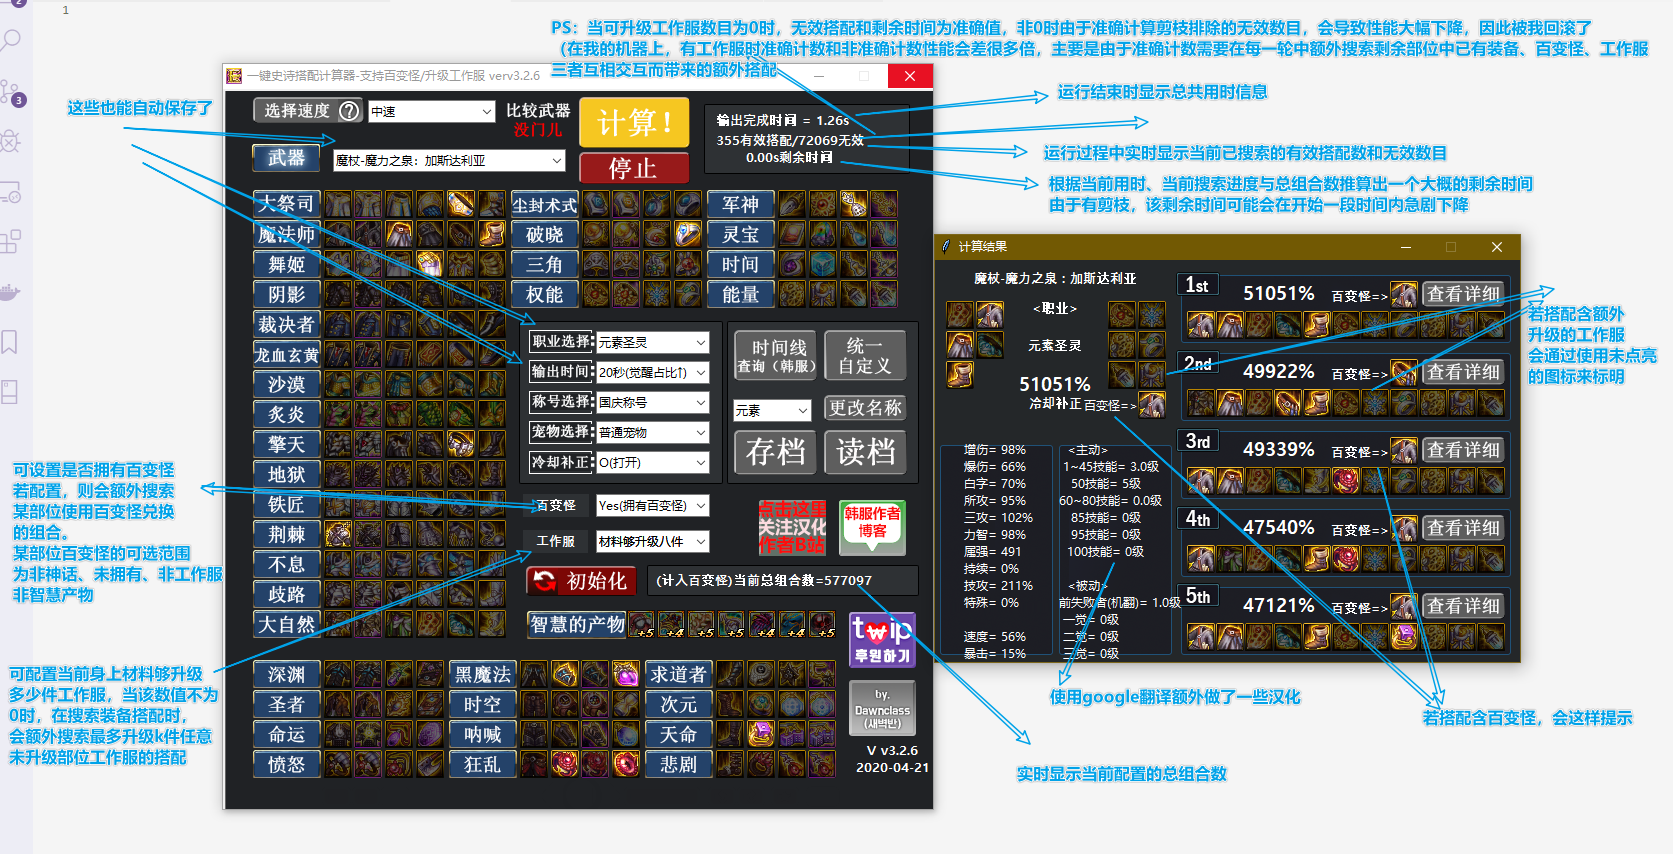 1
2
3
PS：当可升级工作服数目为0时，无效搭配和剩余时间为准确值，非0时由于准确计算剪枝排除的无效数目，会导致性能大幅下降，因此被我回滚了
（在我的机器上，有工作服时准确计数和非准确计数性能会差很多倍，主要是由于准确计数需要在每一轮中额外搜索剩余部位中已有装备、百变怪、工作服
三者互相交互而带来的额外搭配
一键史诗搭配计算器-支持百变怪/升级工作服 verv3.2.6
这些也能自动保存了
选择速度
?
中速
比较武器
没门儿
计算！
停止
武器
魔杖-魔力之泉：加斯达利亚
输出完成时间 = 1.26s
355有效搭配/72069无效
0.00s剩余时间
运行结束时显示总共用时信息
运行过程中实时显示当前已搜索的有效搭配数和无效数目
根据当前用时、当前搜索进度与总组合数推算出一个大概的剩余时间
由于有剪枝，该剩余时间可能会在开始一段时间内急剧下降
大祭司
尘封术式
军神
魔法师
破晓
灵宝
舞姬
三角
时间
阴影
权能
能量
裁决者
龙血玄黄
沙漠
炙炎
擎天
地狱
铁匠
荆棘
不息
歧路
大自然
职业选择:
元素圣灵
输出时间:
20秒(觉醒占比↑)
称号选择:
国庆称号
宠物选择:
普通宠物
冷却补正:
O(打开)
时间线
查询（韩服）
统一
自定义
元素
更改名称
存档
读档
百变怪
Yes(拥有百变怪)
工作服
材料够升级八件
点击这里
关注汉化
作者B站
韩服作者
博客
初始化
(计入百变怪)当前总组合数=577097
智慧的产物
+5
+4
+5
+5
+4
+4
+5
twip
후원하기
深渊
黑魔法
求道者
圣者
时空
次元
命运
呐喊
天命
愤怒
狂乱
悲剧
by.
Dawnclass
(새벽반)
V v3.2.6
2020-04-21
可设置是否拥有百变怪
若配置，则会额外搜索
某部位使用百变怪兑换
的组合。
某部位百变怪的可选范围
为非神话、未拥有、非工作服
非智慧产物
可配置当前身上材料够升级
多少件工作服，当该数值不为
0时，在搜索装备搭配时，
会额外搜索最多升级k件任意
未升级部位工作服的搭配
计算结果
魔杖-魔力之泉：加斯达利亚
<职业>
元素圣灵
51051%
冷却补正
百变怪=>
增伤= 98%
爆伤= 66%
白字= 70%
所攻= 95%
三攻= 102%
力智= 98%
属强= 491
持续= 0%
技攻= 211%
特殊= 0%
速度= 56%
暴击= 15%
<主动>
1~45技能= 3.0级
50技能= 5级
60~80技能= 0.0级
85技能= 0级
95技能= 0级
100技能= 0级
<被动>
前失败者(机翻)= 1.0级
一觉= 0级
二觉= 0级
三觉= 0级
1st
51051%
百变怪=>
查看详细
2nd
49922%
百变怪=>
查看详细
3rd
49339%
百变怪=>
查看详细
4th
47540%
百变怪=>
查看详细
5th
47121%
百变怪=>
查看详细
若搭配含额外
升级的工作服
会通过使用未点亮
的图标来标明
使用google翻译额外做了一些汉化
若搭配含百变怪，会这样提示
实时显示当前配置的总组合数